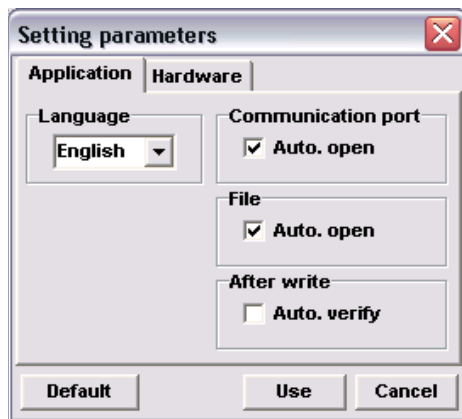 Setting parameters
Application Hardware
Language
English
Communication port
Auto. open
File
Auto. open
After write
Auto. verify
Default Use Cancel